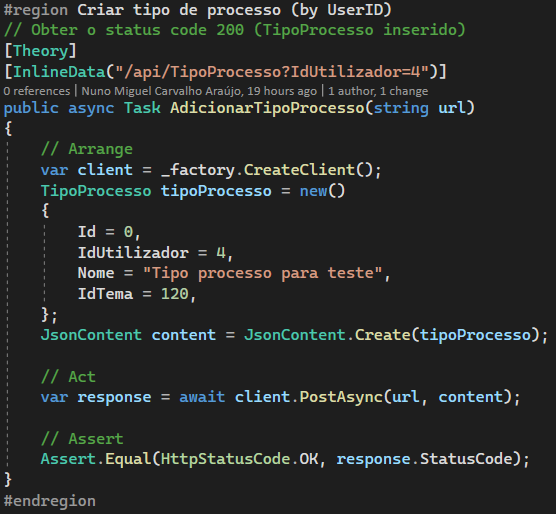 #region Criar tipo de processo (by UserID)
// Obter o status code 200 (TipoProcesso inserido)
[Theory]
[InlineData("/api/TipoProcesso?IdUtilizador=4")]
0 references | Nuno Miguel Carvalho Araújo, 19 hours ago | 1 author, 1 change
public async Task AdicionarTipoProcesso(string url)
{
// Arrange
var client = _factory.CreateClient();
TipoProcesso tipoProcesso = new()
{
Id = 0,
IdUtilizador = 4,
Nome = "Tipo processo para teste",
IdTema = 120,
};
JsonContent content = JsonContent.Create(tipoProcesso);
// Act
var response = await client.PostAsync(url, content);
// Assert
Assert.Equal(HttpStatusCode.OK, response.StatusCode);
}
#endregion